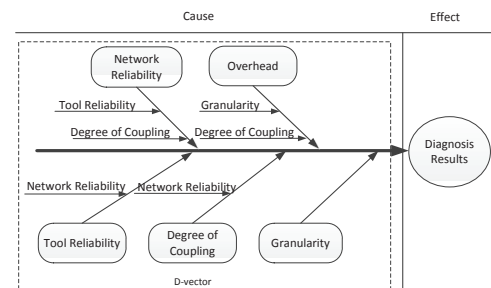 Cause
Effect
Network
Reliability
Overhead
Tool Reliability
Granularity
Degree of Coupling
Degree of Coupling
Diagnosis
Results
Network Reliability
Network Reliability
Tool Reliability
Degree of
Coupling
Granularity
D-vector